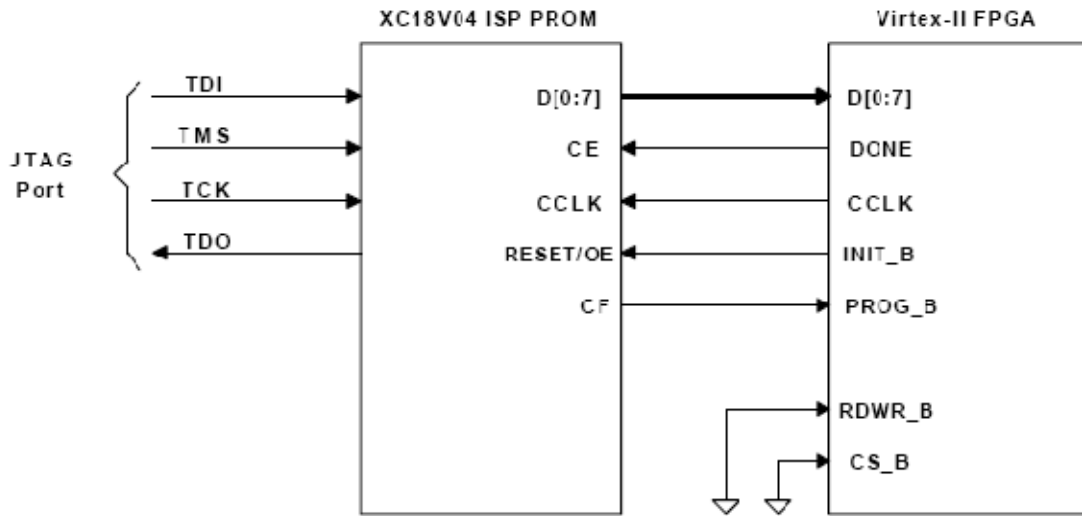 XC18V04 ISP PROM
Virtex-II FPGA
JTAG
Port
TDI
TMS
TCK
TDO
D[0:7]
CE
CCLK
RESET/OE
CF
D[0:7]
DONE
CCLK
INIT_B
PROG_B
RDWR_B
CS_B